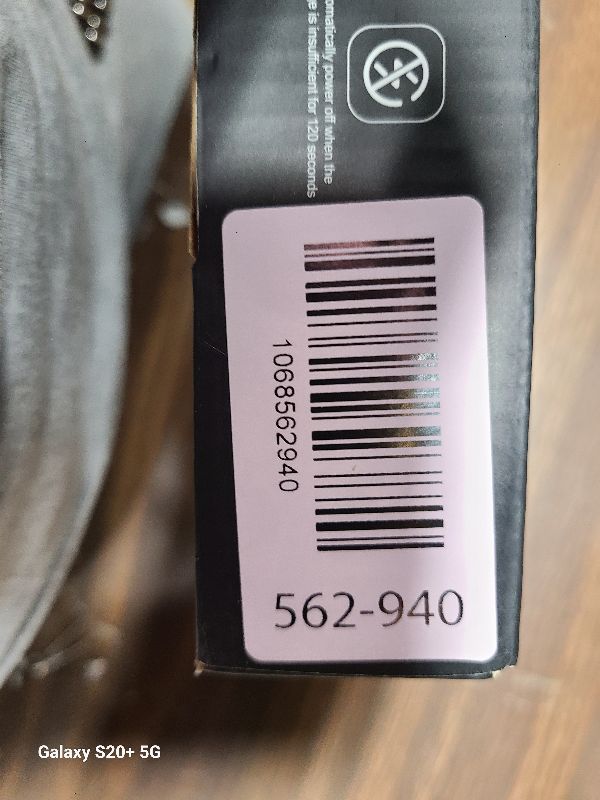 omatically power off when the
e is insufficient for 120 seconds
1068562940
562-940
Galaxy S20+ 5G